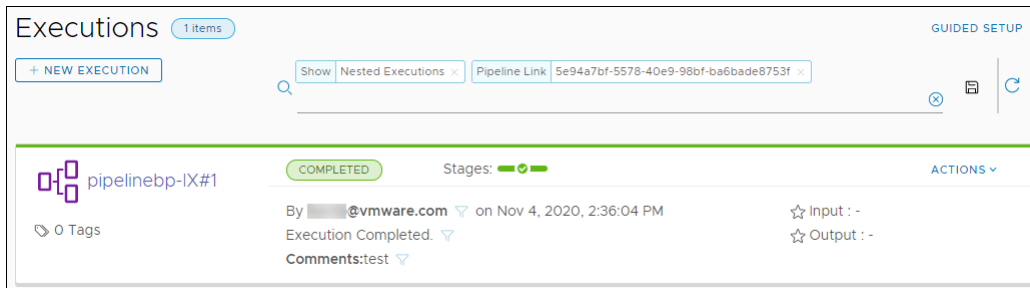 Executions 1 items
GUIDED SETUP
+ NEW EXECUTION
Show Nested Executions × Pipeline Link 5e94a7bf-5578-40e9-98bf-ba6bade8753f ×
pipelinebp-IX#1
0 Tags
COMPLETED Stages: ACTIONS
By @vmware.com on Nov 4, 2020, 2:36:04 PM
Execution Completed.
Comments:test
Input : -
Output : -